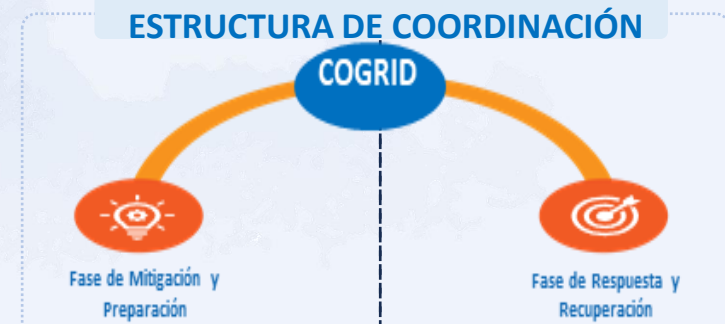 ESTRUCTURA DE COORDINACIÓN
COGRID
Fase de Mitigación y
Preparación
Fase de Respuesta y
Recuperación